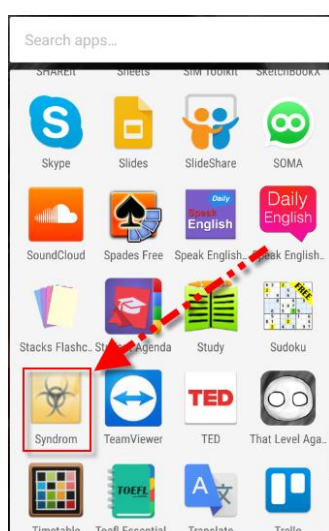 Search apps...
SHAREit Sheets SIM Toolkit SketchBookX
S
Skype Slides SlideShare SOMA
Daily
Speak
English
Daily
English
SoundCloud Spades Free Speak English.. Speak English..
FREE
Stacks Flashc.. Student Agenda Study Sudoku
TED
Syndrom TeamViewer TED That Level Aga..
TOEFL
A 文
Timetable Toefl Essential Translate Trello